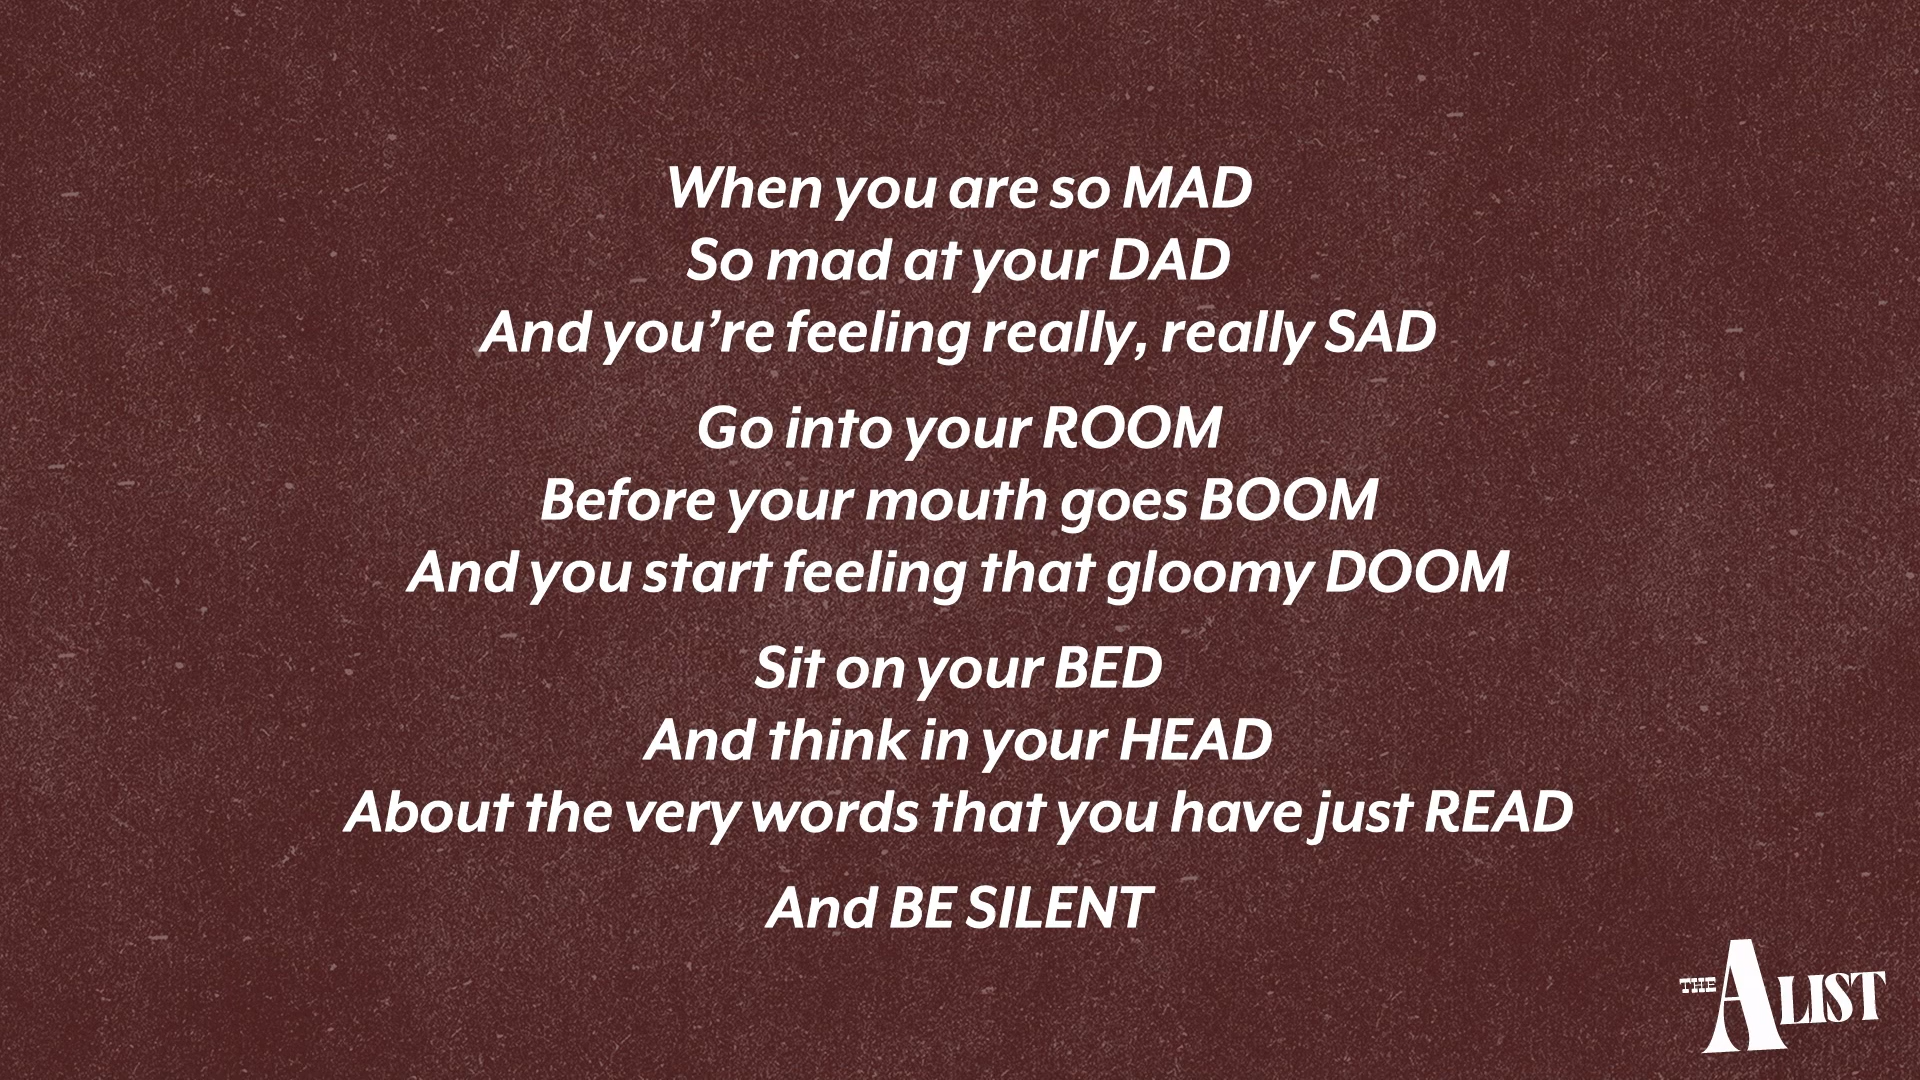 When you are so MAD
So mad at your DAD
And you’re feeling really, really SAD
Go into your ROOM
Before your mouth goes BOOM
And you start feeling that gloomy DOOM
Sit on your BED
And think in your HEAD
About the very words that you have just READ
And BE SILENT
THE A LIST